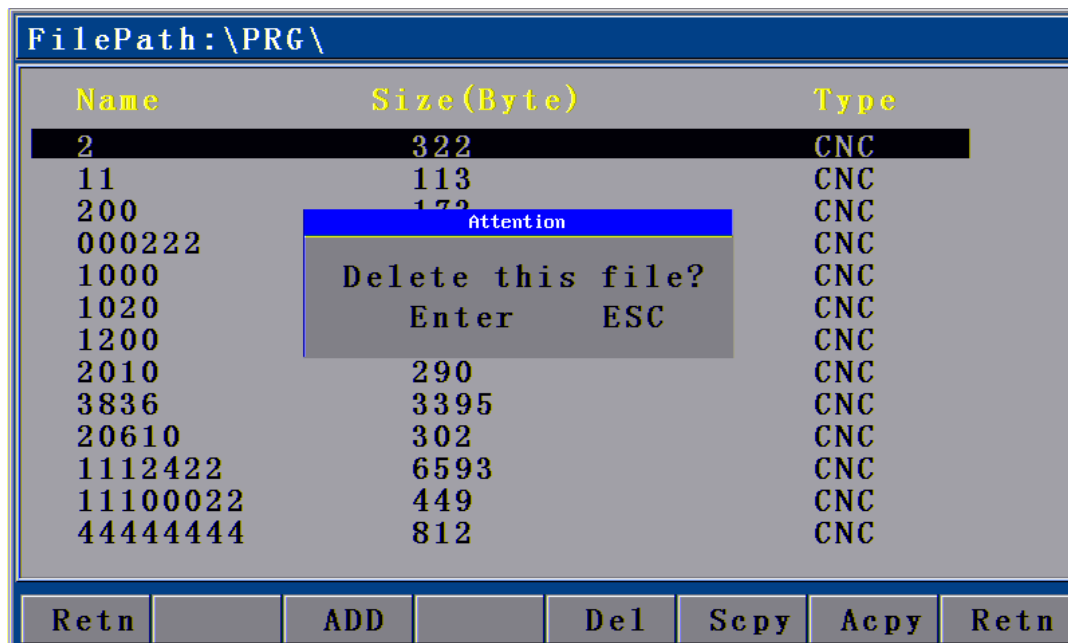 FilePath:\PRG\
Name Size(Byte) Type
2 322 CNC
11 113 CNC
200 CNC
000222 CNC
1000 CNC
1020 CNC
1200 CNC
2010 290 CNC
3836 3395 CNC
20610 302 CNC
1112422 6593 CNC
11100022 449 CNC
44444444 812 CNC
Attention
Delete this file?
Enter ESC
Retn ADD Del Scpy Acpy Retn